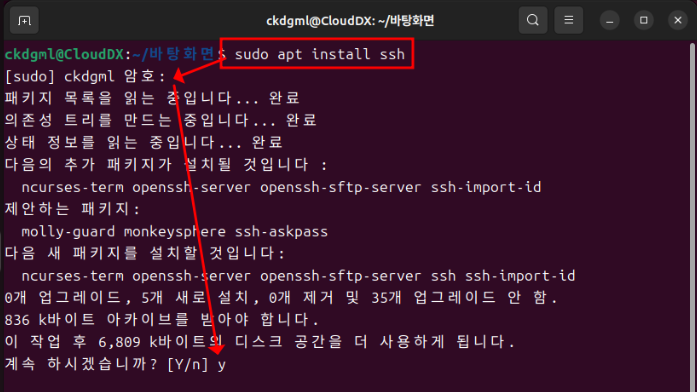 ckdgml@CloudDX: ~/바탕화면
ckdgml@CloudDX:~/바탕화면$ sudo apt install ssh
[sudo] ckdgml 암호:
패키지 목록을 읽는 중입니다... 완료
의존성 트리를 만드는 중입니다... 완료
상태 정보를 읽는 중입니다... 완료
다음의 추가 패키지가 설치될 것입니다 :
ncurses-term openssh-server openssh-sftp-server ssh-import-id
제안하는 패키지:
molly-guard monkeysphere ssh-askpass
다음 새 패키지를 설치할 것입니다:
ncurses-term openssh-server openssh-sftp-server ssh ssh-import-id
0개 업그레이드, 5개 새로 설치, 0개 제거 및 35개 업그레이드 안 함.
836 k바이트 아카이브를 받아야 합니다.
이 작업 후 6,809 k바이트의 디스크 공간을 더 사용하게 됩니다.
계속 하시겠습니까? [Y/n] y